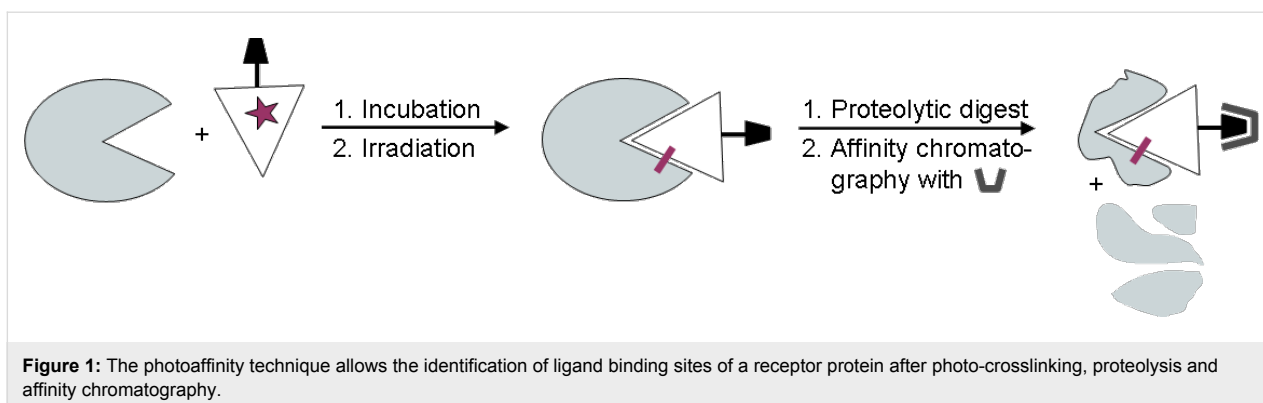 +
1. Incubation
2. Irradiation
1. Proteolytic digest
2. Affinity chromato-
graphy with
+
Figure 1: The photoaffinity technique allows the identification of ligand binding sites of a receptor protein after photo-crosslinking, proteolysis and
affinity chromatography.